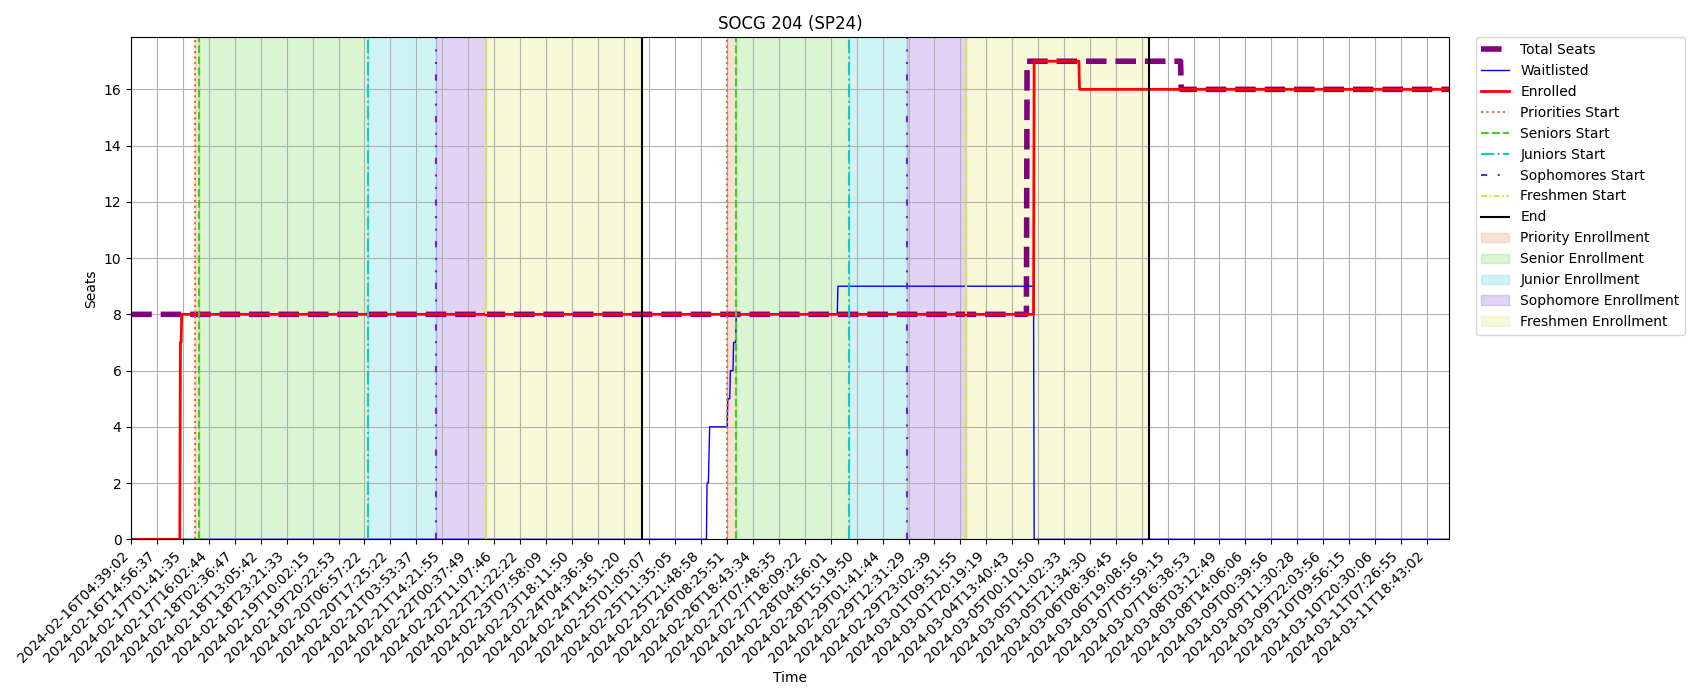 SOCG 204 (SP24)
Seats
16
14
12
10
8
6
4
2
0
2024-02-16T04:39:02
2024-02-16T14:56:37
2024-02-17T01:41:35
2024-02-17T16:02:44
2024-02-18T02:36:47
2024-02-18T13:05:42
2024-02-18T23:21:33
2024-02-19T10:02:15
2024-02-19T20:22:53
2024-02-20T06:57:22
2024-02-20T17:25:22
2024-02-21T03:53:37
2024-02-21T14:21:55
2024-02-22T00:37:49
2024-02-22T11:07:46
2024-02-22T21:22:22
2024-02-23T07:58:09
2024-02-23T18:11:50
2024-02-24T04:36:36
2024-02-24T14:51:20
2024-02-25T01:05:07
2024-02-25T11:35:05
2024-02-25T21:48:58
2024-02-26T08:25:51
2024-02-26T18:43:34
2024-02-27T07:48:35
2024-02-27T18:09:22
2024-02-28T04:56:01
2024-02-28T15:19:50
2024-02-29T01:41:44
2024-02-29T12:31:29
2024-02-29T23:02:39
2024-03-01T09:51:55
2024-03-01T20:19:19
2024-03-04T13:40:43
2024-03-05T00:10:50
2024-03-05T11:02:33
2024-03-05T21:34:30
2024-03-06T08:36:45
2024-03-06T19:08:56
2024-03-07T05:59:15
2024-03-07T16:38:53
2024-03-08T03:12:49
2024-03-08T14:06:06
2024-03-09T00:39:56
2024-03-09T11:30:28
2024-03-09T22:03:56
2024-03-10T09:56:15
2024-03-10T20:30:06
2024-03-11T07:26:55
2024-03-11T18:43:02
Time
Total Seats
Waitlisted
Enrolled
Priorities Start
Seniors Start
Juniors Start
Sophomores Start
Freshmen Start
End
Priority Enrollment
Senior Enrollment
Junior Enrollment
Sophomore Enrollment
Freshmen Enrollment